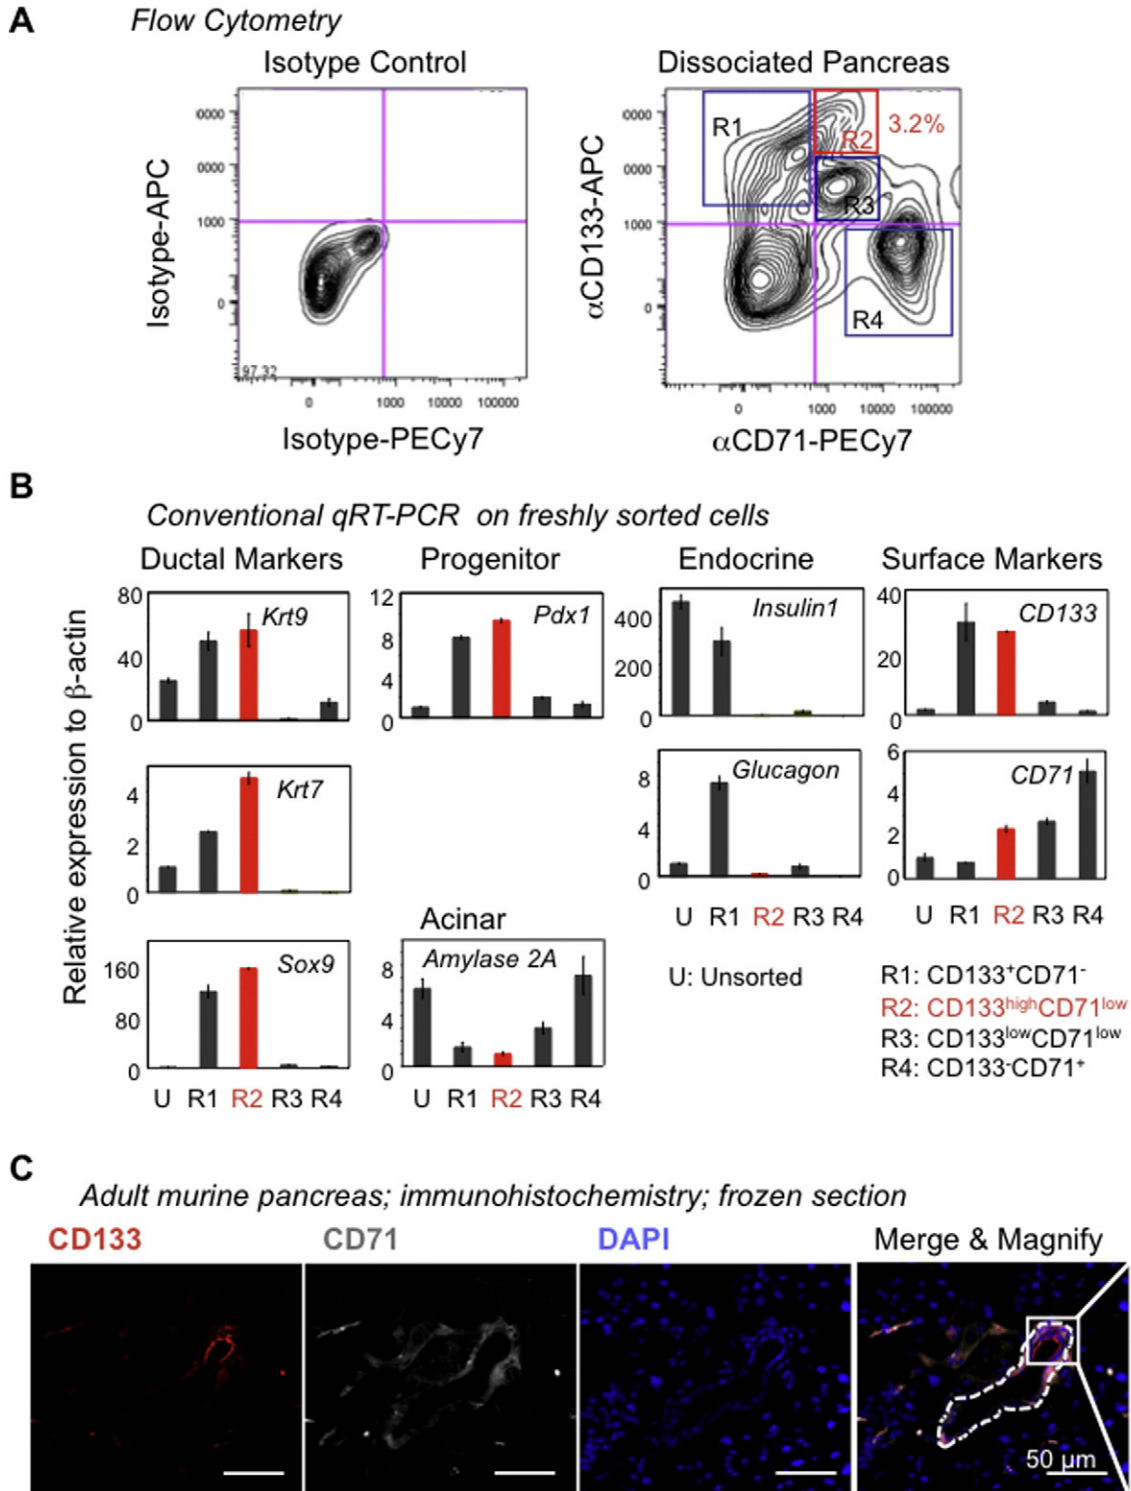 A
Flow Cytometry
Isotype Control
Dissociated Pancreas
Isotype-APC
0000
0000
1000
0
97.32
0
1000
10000
100000
Isotype-PECy7
αCD133-APC
0000
0000
1000
0
R1
R2
3.2%
R3
R4
0
1000
10000
100000
αCD71-PECy7
B
Conventional qRT-PCR on freshly sorted cells
Ductal Markers
Progenitor
Endocrine
Surface Markers
Relative expression to β-actin
80
40
0
Krt9
12
8
4
0
Pdx1
400
200
0
Insulin1
40
20
0
CD133
4
2
0
Krt7
8
4
0
Glucagon
6
4
2
0
CD71
U R1 R2 R3 R4
U R1 R2 R3 R4
160
80
0
Sox9
Acinar
8
4
0
Amylase 2A
U R1 R2 R3 R4
U R1 R2 R3 R4
U: Unsorted
R1: CD133⁺CD71⁻
R2: CD133ʰⁱᵍʰCD71ˡᵒʷ
R3: CD133ˡᵒʷCD71ˡᵒʷ
R4: CD133⁻CD71⁺
C
Adult murine pancreas; immunohistochemistry; frozen section
CD133
CD71
DAPI
Merge & Magnify
50 µm